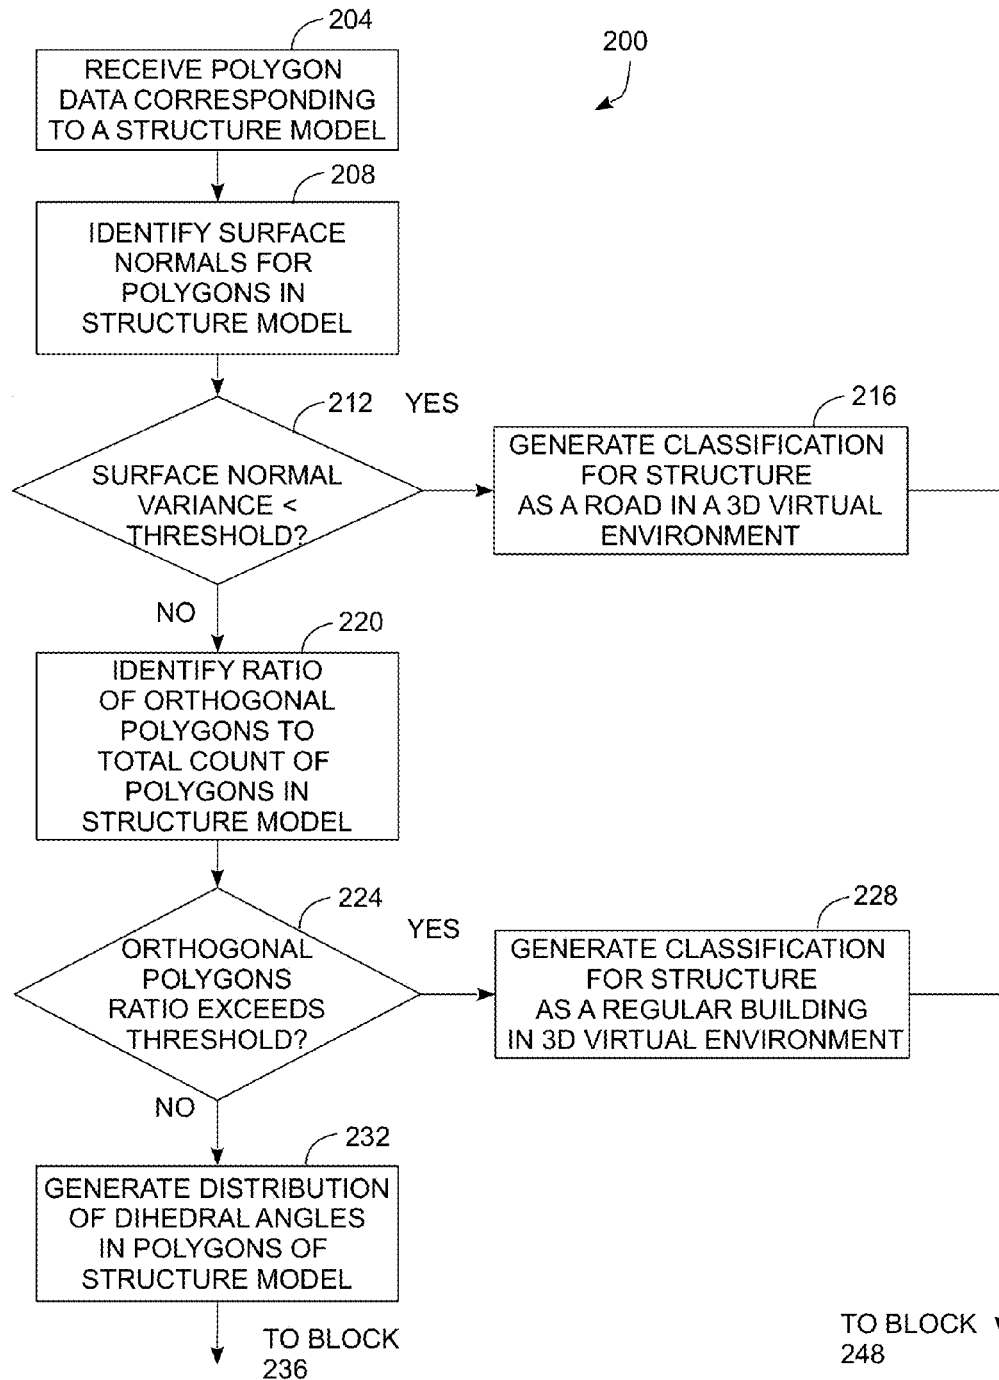 204
200
RECEIVE POLYGON
DATA CORRESPONDING
TO A STRUCTURE MODEL
208
IDENTIFY SURFACE
NORMALS FOR
POLYGONS IN
STRUCTURE MODEL
212
YES
216
SURFACE NORMAL
VARIANCE <
THRESHOLD?
GENERATE CLASSIFICATION
FOR STRUCTURE
AS A ROAD IN A 3D VIRTUAL
ENVIRONMENT
NO
220
IDENTIFY RATIO
OF ORTHOGONAL
POLYGONS TO
TOTAL COUNT OF
POLYGONS IN
STRUCTURE MODEL
224
YES
228
ORTHOGONAL
POLYGONS
RATIO EXCEEDS
THRESHOLD?
GENERATE CLASSIFICATION
FOR STRUCTURE
AS A REGULAR BUILDING
IN 3D VIRTUAL ENVIRONMENT
NO
232
GENERATE DISTRIBUTION
OF DIHEDRAL ANGLES
IN POLYGONS OF
STRUCTURE MODEL
TO BLOCK
236
TO BLOCK
248